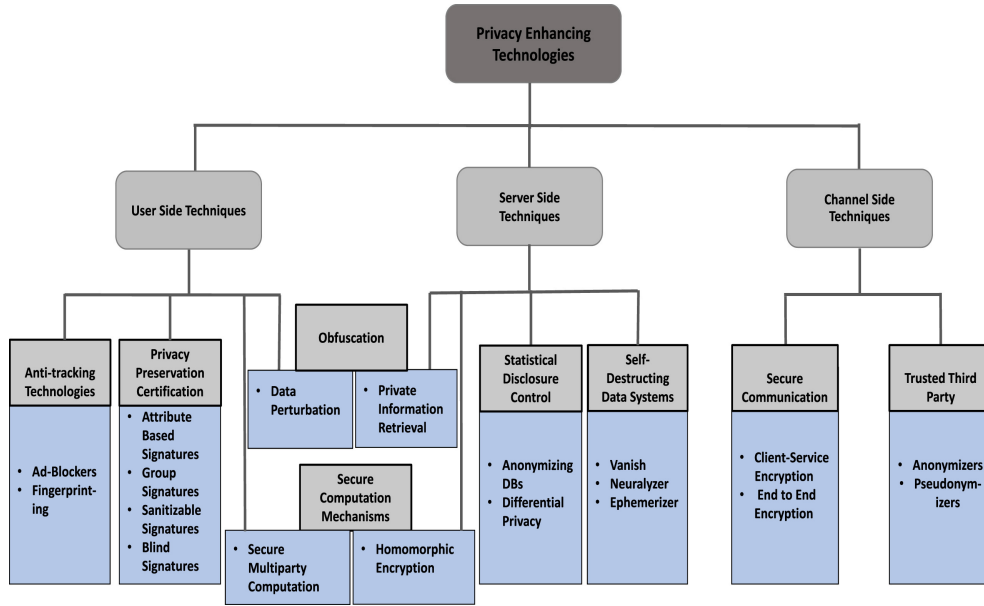 Privacy Enhancing
Technologies
User Side Techniques
Server Side
Techniques
Channel Side
Techniques
Anti-tracking
Technologies
• Ad-Blockers
• Fingerprint-
ing
Privacy
Preservation
Certification
• Attribute
Based
Signatures
• Group
Signatures
• Sanitizable
Signatures
• Blind
Signatures
Obfuscation
• Data
Perturbation
• Private
Information
Retrieval
Secure
Computation
Mechanisms
• Secure
Multiparty
Computation
• Homomorphic
Encryption
Statistical
Disclosure
Control
• Anonymizing
DBs
• Differential
Privacy
Self-
Destructing
Data Systems
• Vanish
• Neuralyzer
• Ephemerizer
Secure
Communication
• Client-Service
Encryption
• End to End
Encryption
Trusted Third
Party
• Anonymizers
• Pseudonym-
izers